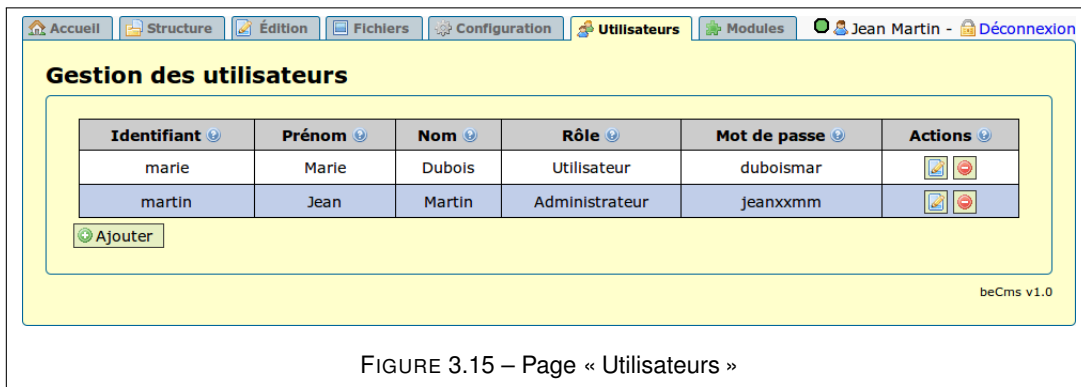 Accueil Structure Édition Fichiers Configuration Utilisateurs Modules Jean Martin - Déconnexion
Gestion des utilisateurs
Identifiant Prénom Nom Rôle Mot de passe Actions
marie Marie Dubois Utilisateur duboismar
martin Jean Martin Administrateur jeanxxmm
Ajouter
beCms v1.0
FIGURE 3.15 – Page « Utilisateurs »